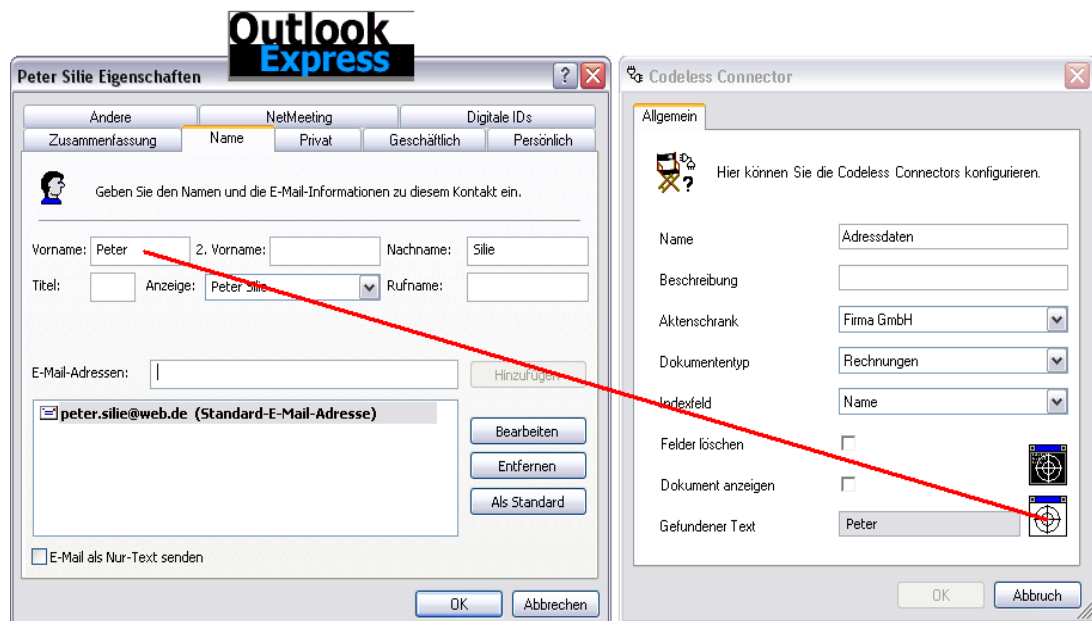 Outlook
Express
Peter Silie Eigenschaften
Andere NetMeeting Digitale IDs
Zusammenfassung Name Privat Geschäftlich Persönlich
Geben Sie den Namen und die E-Mail-Informationen zu diesem Kontakt ein.
Vorname: Peter 2. Vorname: Nachname: Silie
Titel: Anzeige: Peter Silie Rufname:
E-Mail-Adressen: Hinzufügen
peter.silie@web.de (Standard-E-Mail-Adresse)
Bearbeiten
Entfernen
Als Standard
E-Mail als Nur-Text senden
OK Abbrechen
Codeless Connector
Allgemein
Hier können Sie die Codeless Connectors konfigurieren.
Name Adressdaten
Beschreibung
Aktenschrank Firma GmbH
Dokumententyp Rechnungen
Indexfeld Name
Felder löschen
Dokument anzeigen
Gefundener Text Peter
OK Abbruch